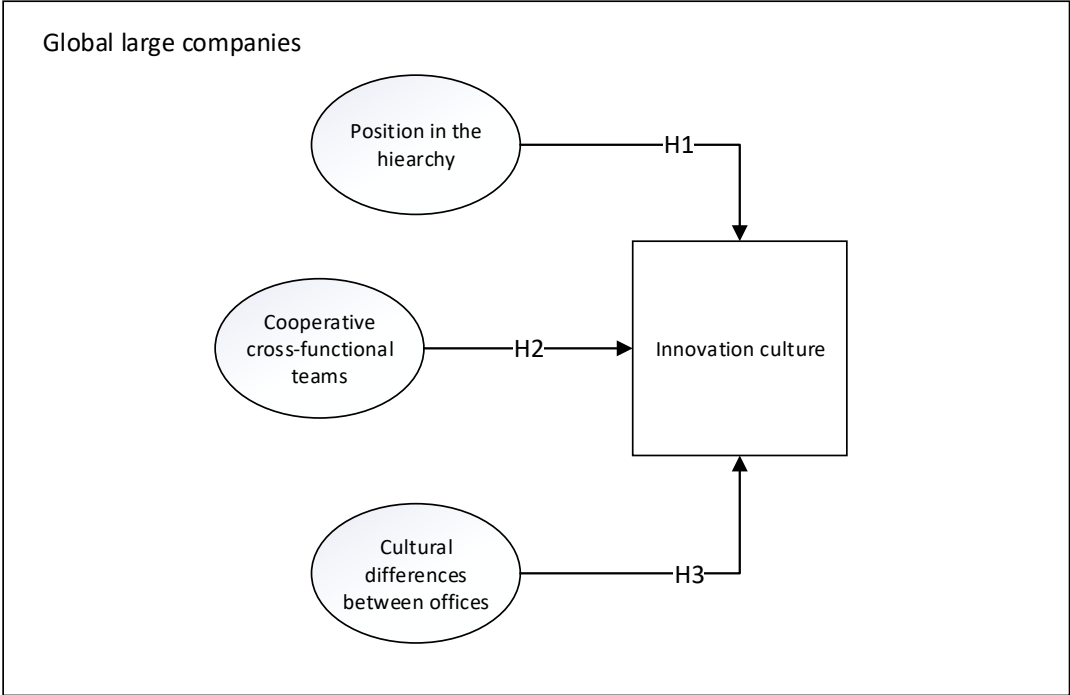 Global large companies
Position in the
hiearchy
H1
Cooperative
cross-functional
teams
H2
Innovation culture
Cultural
differences
between offices
H3